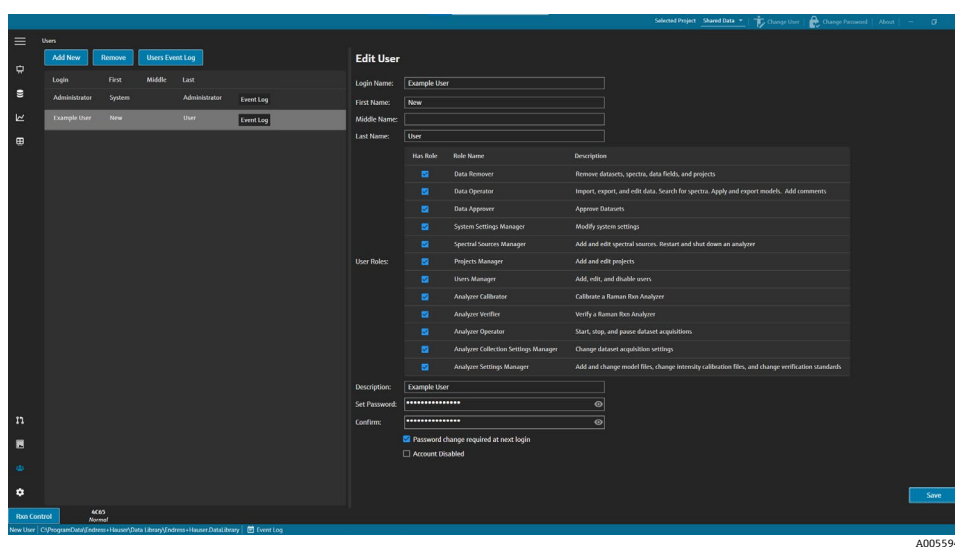 Selected Project Shared Data Change User Change Password About
Users
Add New Remove Users Event Log
Login First Middle Last
Administrator System Administrator Event Log
Example User New User Event Log
Edit User
Login Name: Example User
First Name: New
Middle Name:
Last Name: User
Has Role Role Name Description
Data Remover Remove datasets, spectra, data fields, and projects
Data Operator Import, export, and edit data. Search for spectra. Apply and export models. Add comments
Data Approver Approve Datasets
System Settings Manager Modify system settings
Spectral Sources Manager Add and edit spectral sources. Restart and shut down an analyzer
User Roles: Projects Manager Add and edit projects
Users Manager Add, edit, and disable users
Analyzer Calibrator Calibrate a Raman Rxn Analyzer
Analyzer Verifier Verify a Raman Rxn Analyzer
Analyzer Operator Start, stop, and pause dataset acquisitions
Analyzer Collection Settings Manager Change dataset acquisition settings
Analyzer Settings Manager Add and change model files, change intensity calibration files, and change verification standards
Description: Example User
Set Password: •••••••••••••••
Confirm: •••••••••••••••
Password change required at next login
Account Disabled
Save
Rxn Control 6C65
Normal
New User C:\ProgramData\Endress+Hauser\Data Library\Endress+Hauser.DataLibrary Event Log
A005594